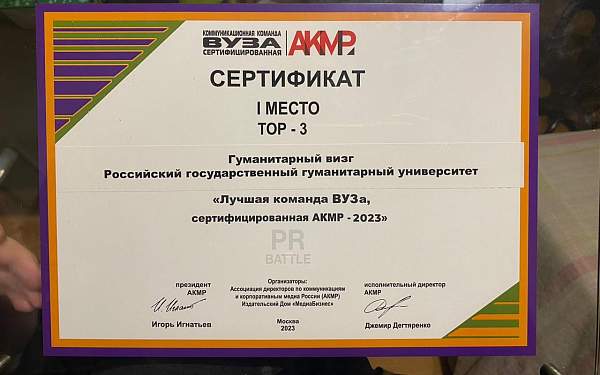 КОММУНИКАЦИОННАЯ КОМАНДА
ВУЗА
СЕРТИФИЦИРОВАННАЯ
АКМР
СЕРТИФИКАТ
I МЕСТО
TOP - 3
Гуманитарный визг
Российский государственный гуманитарный университет
«Лучшая команда ВУЗа,
сертифицированная АКМР - 2023»
PR
BATTLE
президент
АКМР
Игорь Игнатьев
Организаторы:
Ассоциация директоров по коммуникациям
и корпоративным медиа России (АКМР)
Издательский Дом «МедиаБизнес»
Москва
2023
исполнительный директор
АКМР
Джемир Дегтяренко